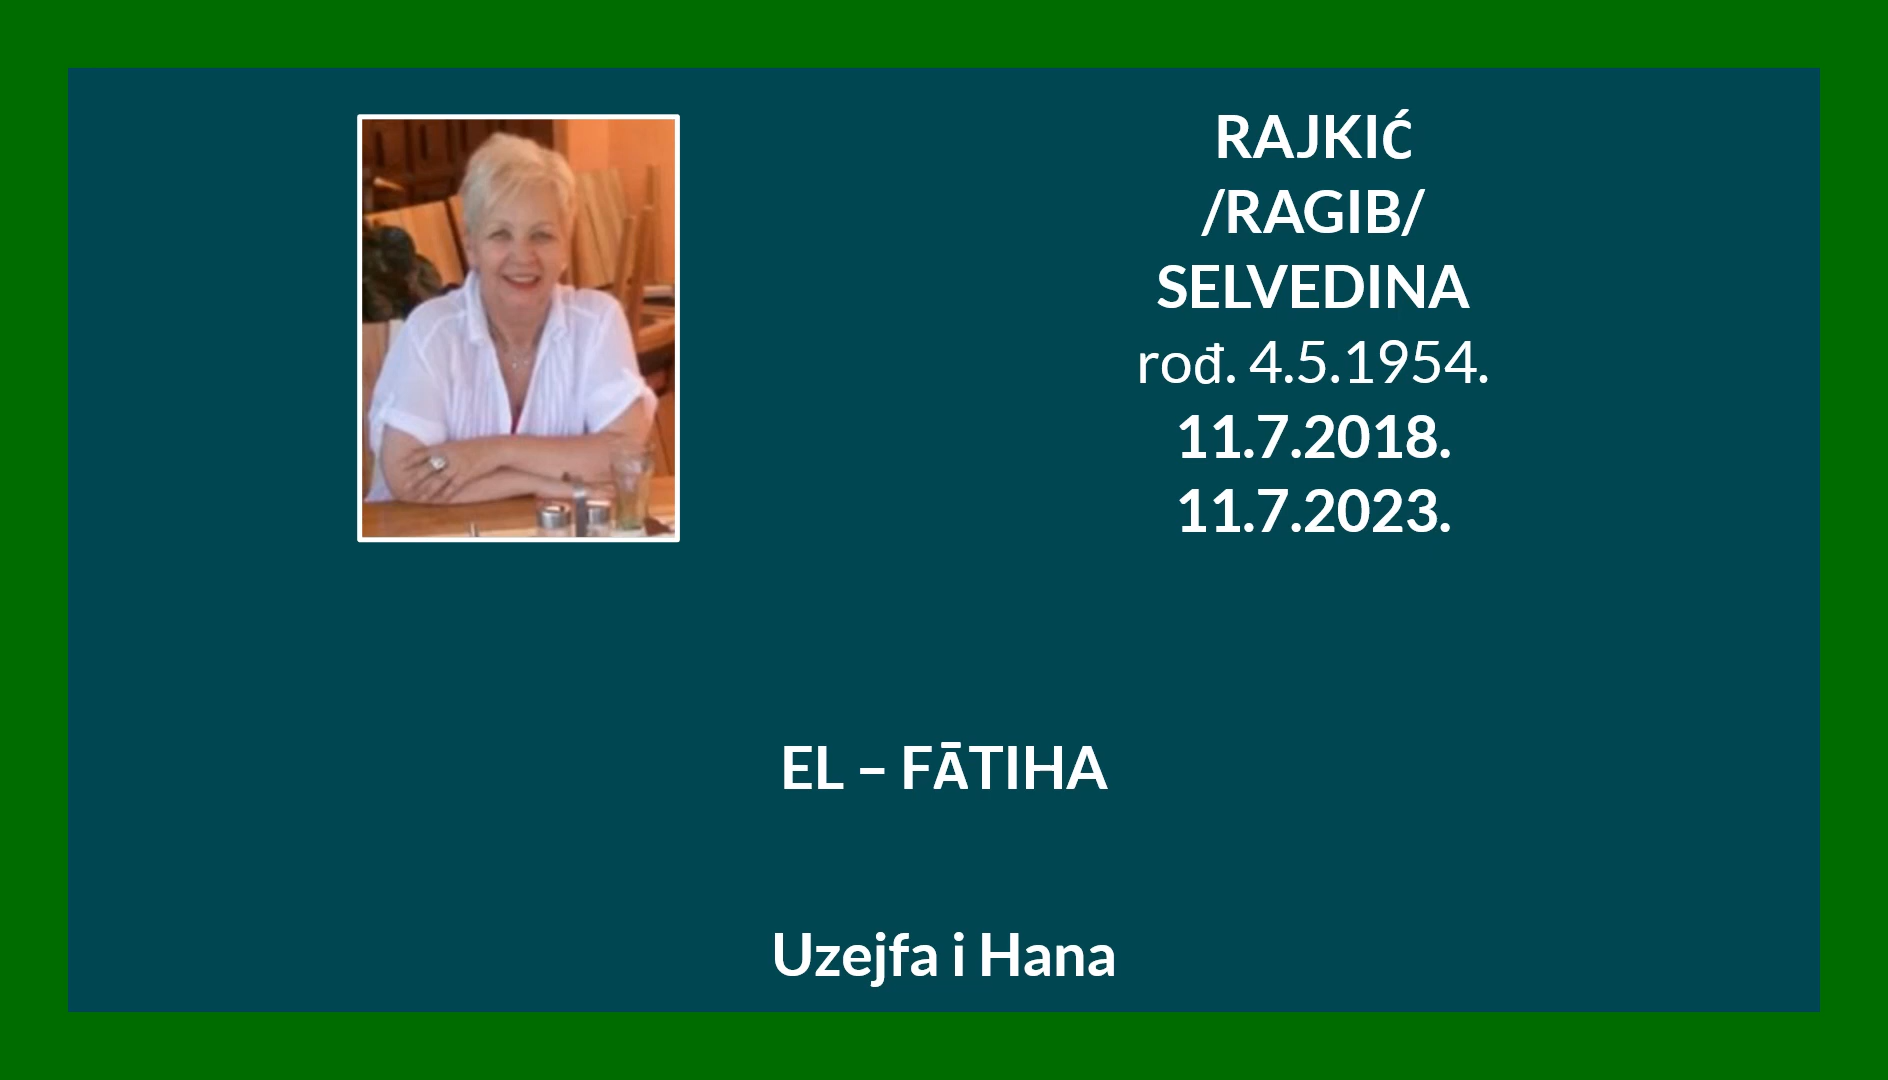 RAJKIĆ
/RAGIB/
SELVEDINA
rođ. 4.5.1954.
11.7.2018.
11.7.2023.
EL – FĀTIHA
Uzejfa i Hana